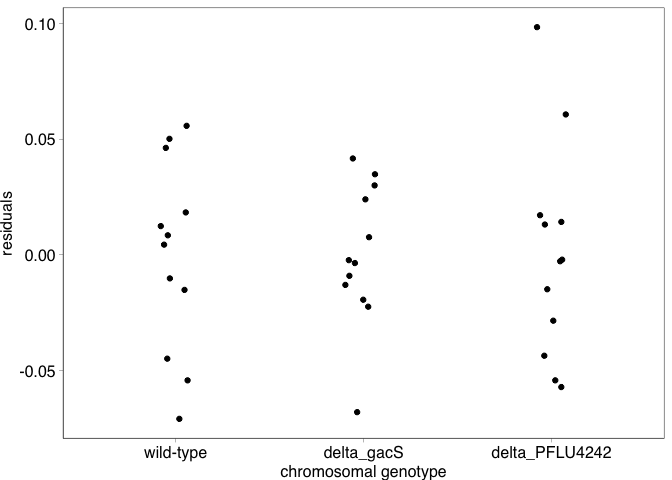 0.10
0.05
0.00
-0.05
residuals
wild-type delta_gacS delta_PFLU4242
chromosomal genotype